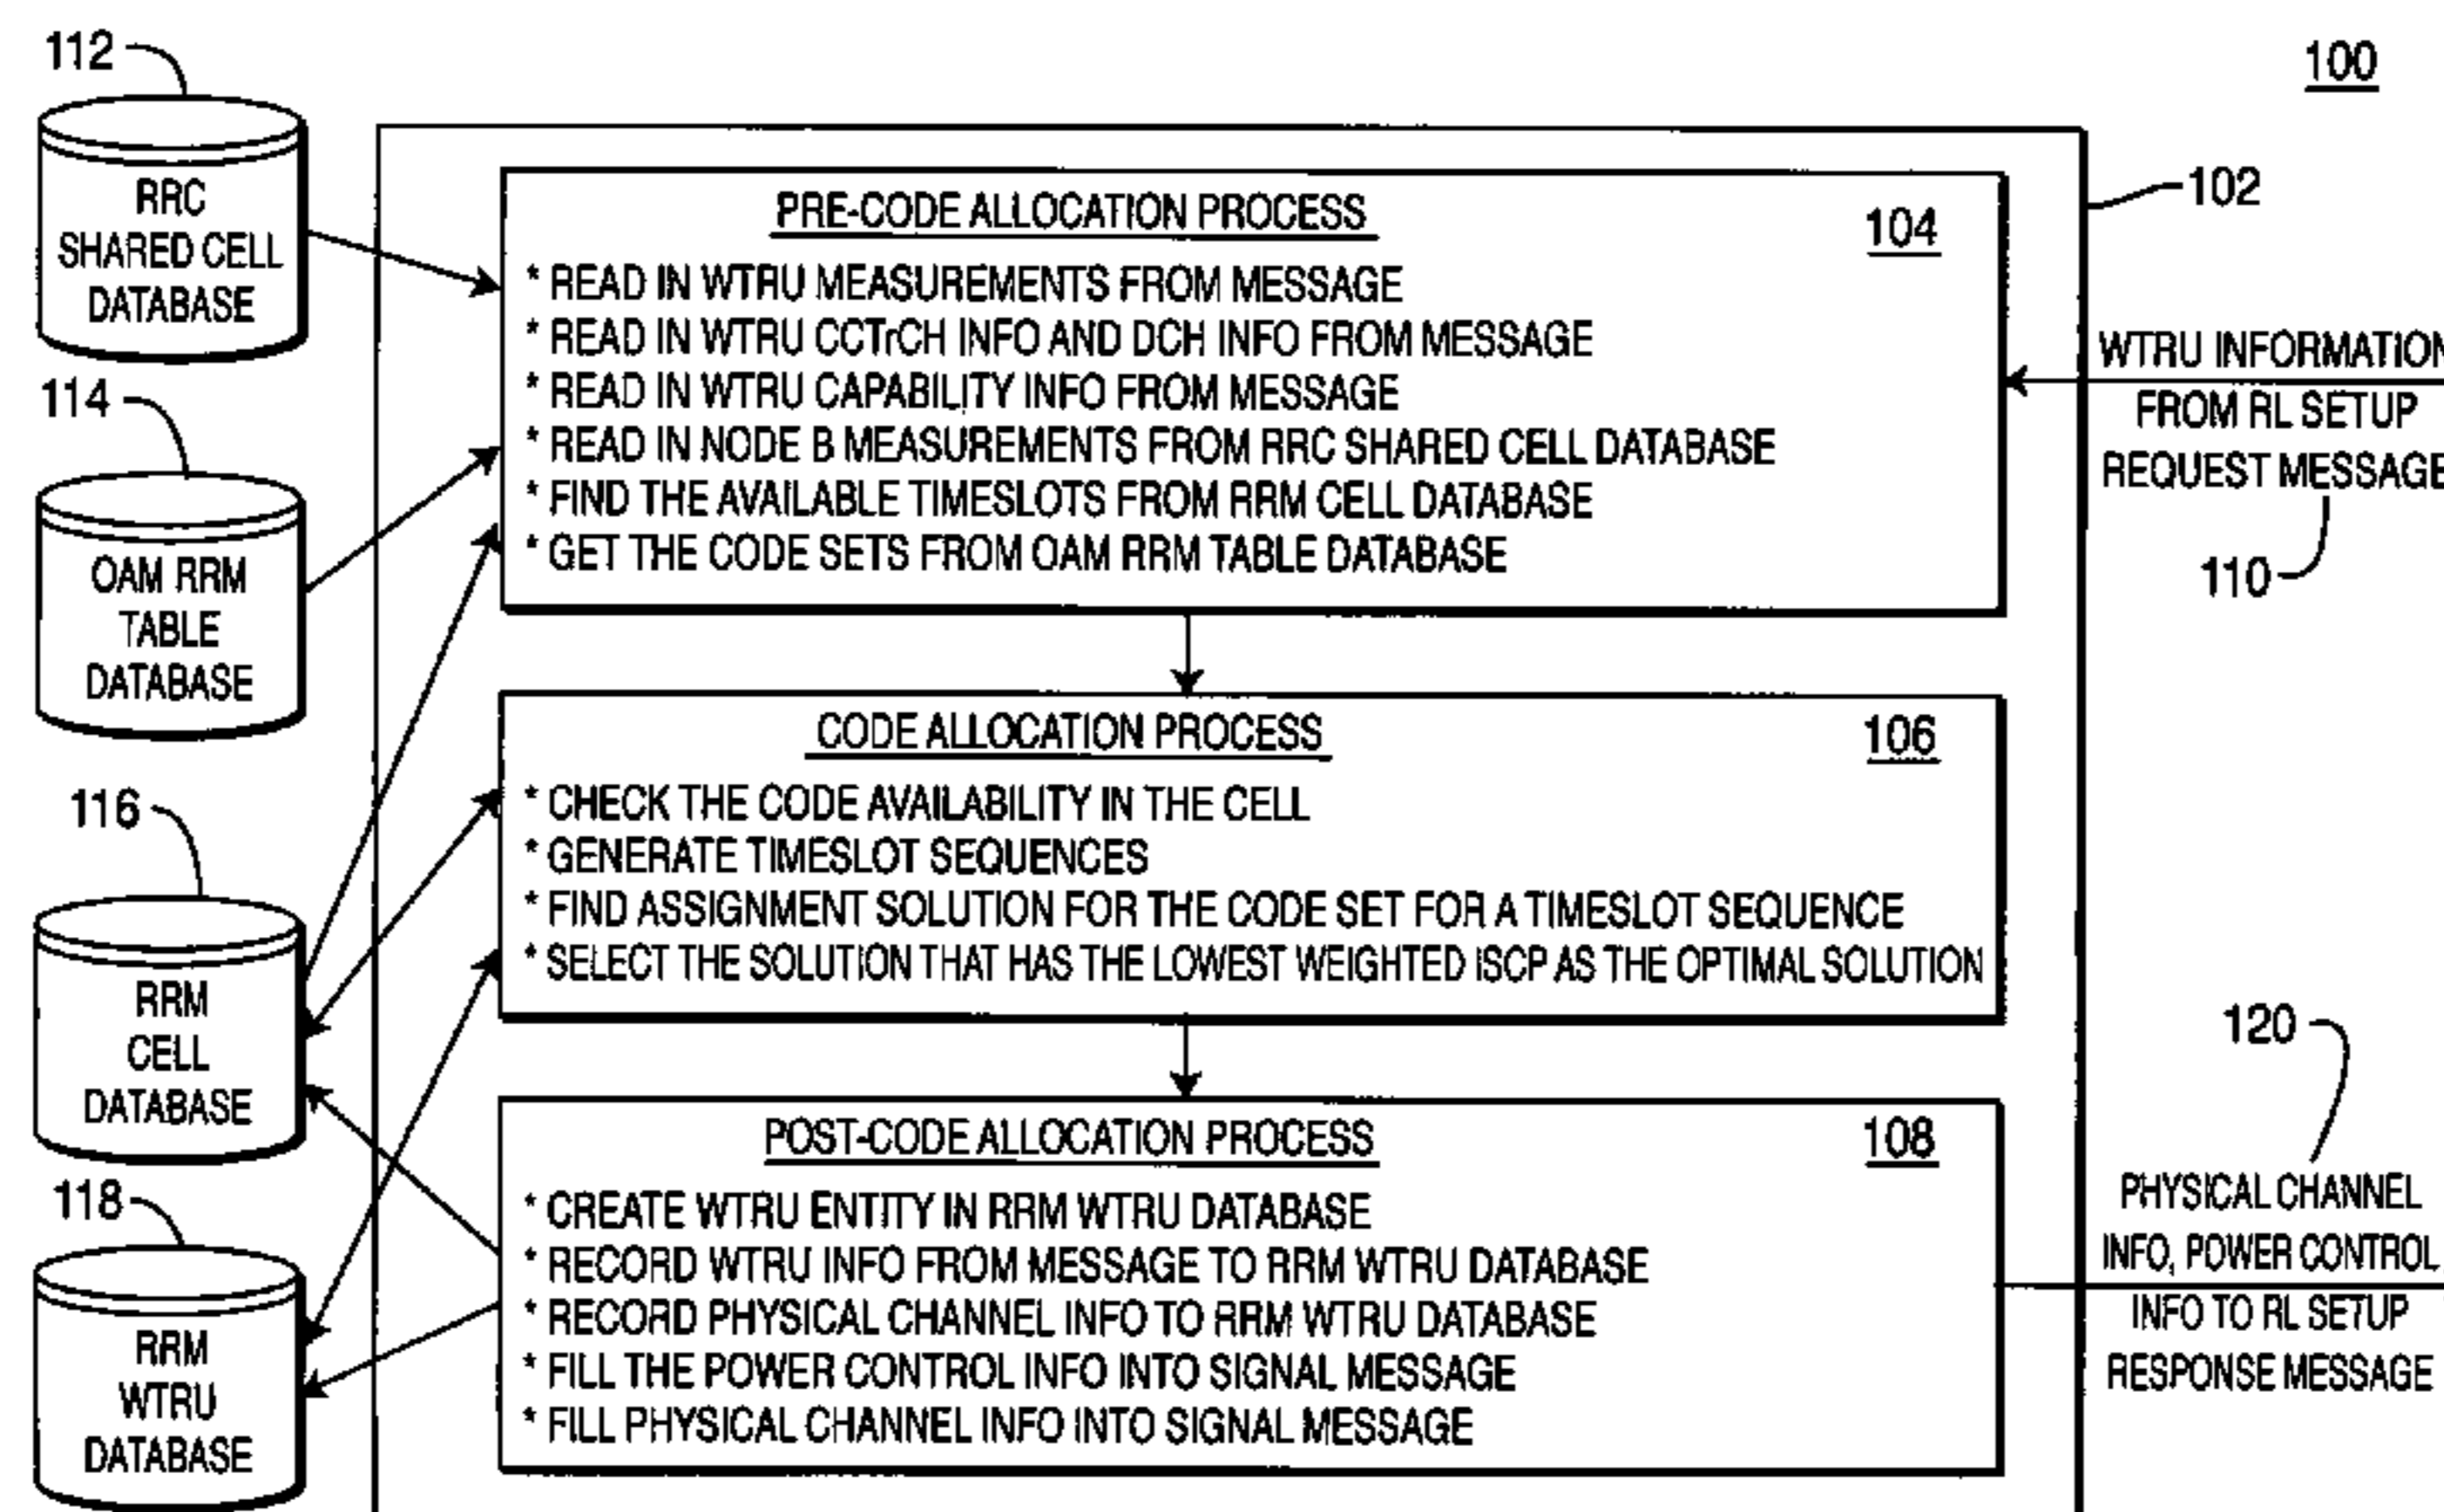 100
112
RRC
SHARED CELL
DATABASE
114
OAM RRM
TABLE
DATABASE
116
RRM
CELL
DATABASE
118
RRM
WTRU
DATABASE
102
PRE-CODE ALLOCATION PROCESS
104
* READ IN WTRU MEASUREMENTS FROM MESSAGE
* READ IN WTRU CCTrCH INFO AND DCH INFO FROM MESSAGE
* READ IN WTRU CAPABILITY INFO FROM MESSAGE
* READ IN NODE B MEASUREMENTS FROM RRC SHARED CELL DATABASE
* FIND THE AVAILABLE TIMESLOTS FROM RRM CELL DATABASE
* GET THE CODE SETS FROM OAM RRM TABLE DATABASE
WTRU INFORMATION
FROM RL SETUP
REQUEST MESSAGE
110
CODE ALLOCATION PROCESS
106
* CHECK THE CODE AVAILABILITY IN THE CELL
* GENERATE TIMESLOT SEQUENCES
* FIND ASSIGNMENT SOLUTION FOR THE CODE SET FOR A TIMESLOT SEQUENCE
* SELECT THE SOLUTION THAT HAS THE LOWEST WEIGHTED ISCP AS THE OPTIMAL SOLUTION
POST-CODE ALLOCATION PROCESS
108
* CREATE WTRU ENTITY IN RRM WTRU DATABASE
* RECORD WTRU INFO FROM MESSAGE TO RRM WTRU DATABASE
* RECORD PHYSICAL CHANNEL INFO TO RRM WTRU DATABASE
* FILL THE POWER CONTROL INFO INTO SIGNAL MESSAGE
* FILL PHYSICAL CHANNEL INFO INTO SIGNAL MESSAGE
120
PHYSICAL CHANNEL
INFO, POWER CONTROL
INFO TO RL SETUP
RESPONSE MESSAGE